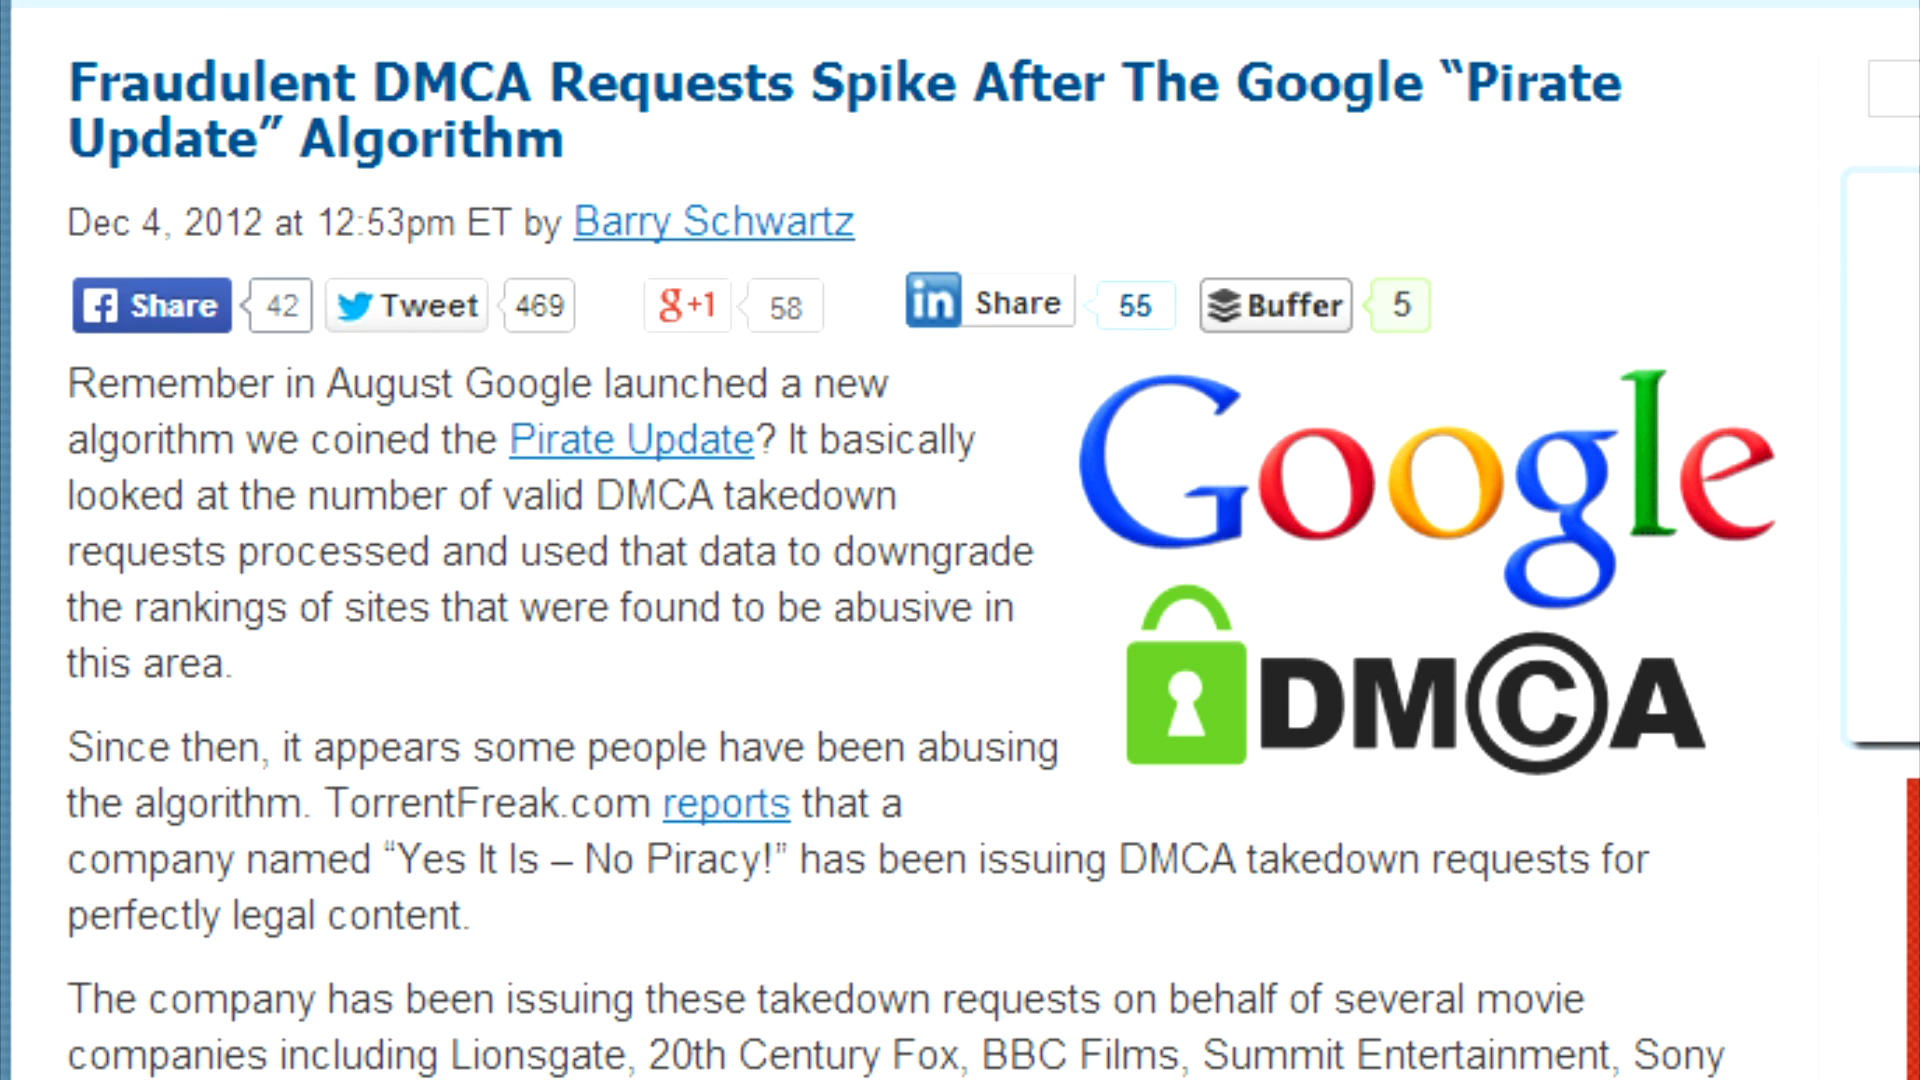 Fraudulent DMCA Requests Spike After The Google “Pirate
Update” Algorithm
Dec 4, 2012 at 12:53pm ET by Barry Schwartz
Share 42 Tweet 469 g+1 58 in Share 55 Buffer 5
Remember in August Google launched a new
algorithm we coined the Pirate Update? It basically
looked at the number of valid DMCA takedown
requests processed and used that data to downgrade
the rankings of sites that were found to be abusive in
this area.
Google
DMCA
Since then, it appears some people have been abusing
the algorithm. TorrentFreak.com reports that a
company named “Yes It Is – No Piracy!” has been issuing DMCA takedown requests for
perfectly legal content.
The company has been issuing these takedown requests on behalf of several movie
companies including Lionsgate, 20th Century Fox, BBC Films, Summit Entertainment, Sony